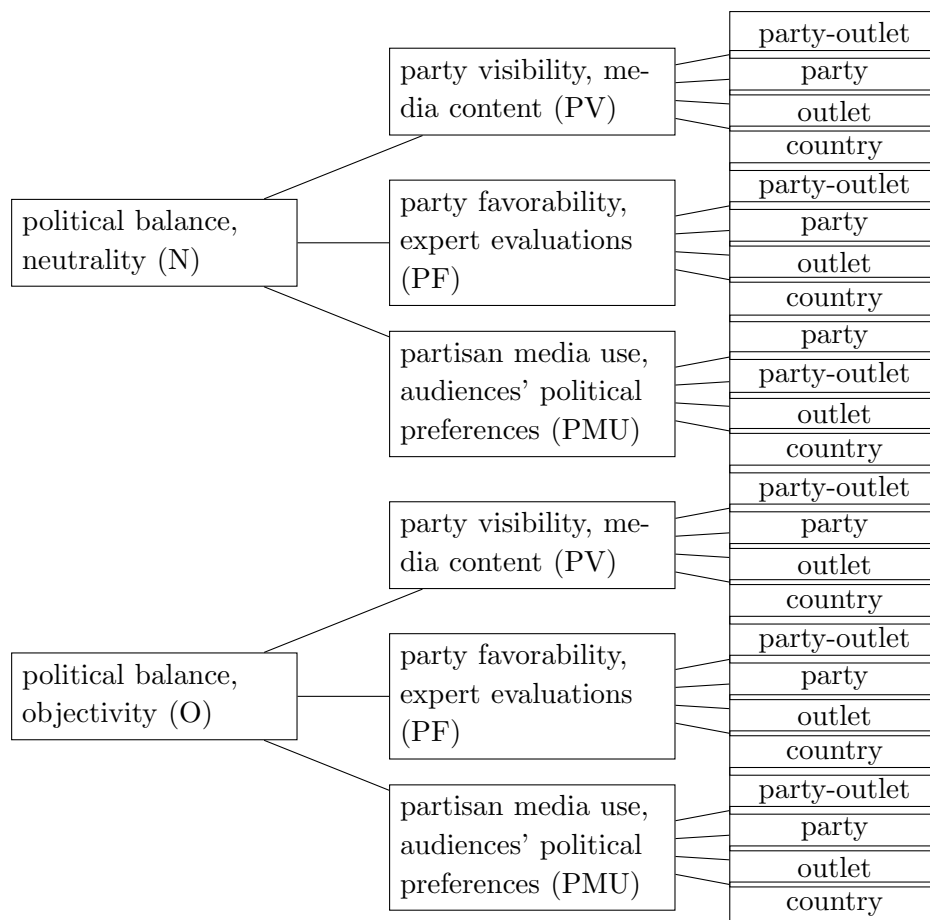 political balance,
neutrality (N)
party visibility, me-
dia content (PV)
party-outlet
party
outlet
country
party favorability,
expert evaluations
(PF)
party-outlet
party
outlet
country
partisan media use,
audiences' political
preferences (PMU)
party
party-outlet
outlet
country
political balance,
objectivity (O)
party visibility, me-
dia content (PV)
party-outlet
party
outlet
country
party favorability,
expert evaluations
(PF)
party-outlet
party
outlet
country
partisan media use,
audiences' political
preferences (PMU)
party-outlet
party
outlet
country